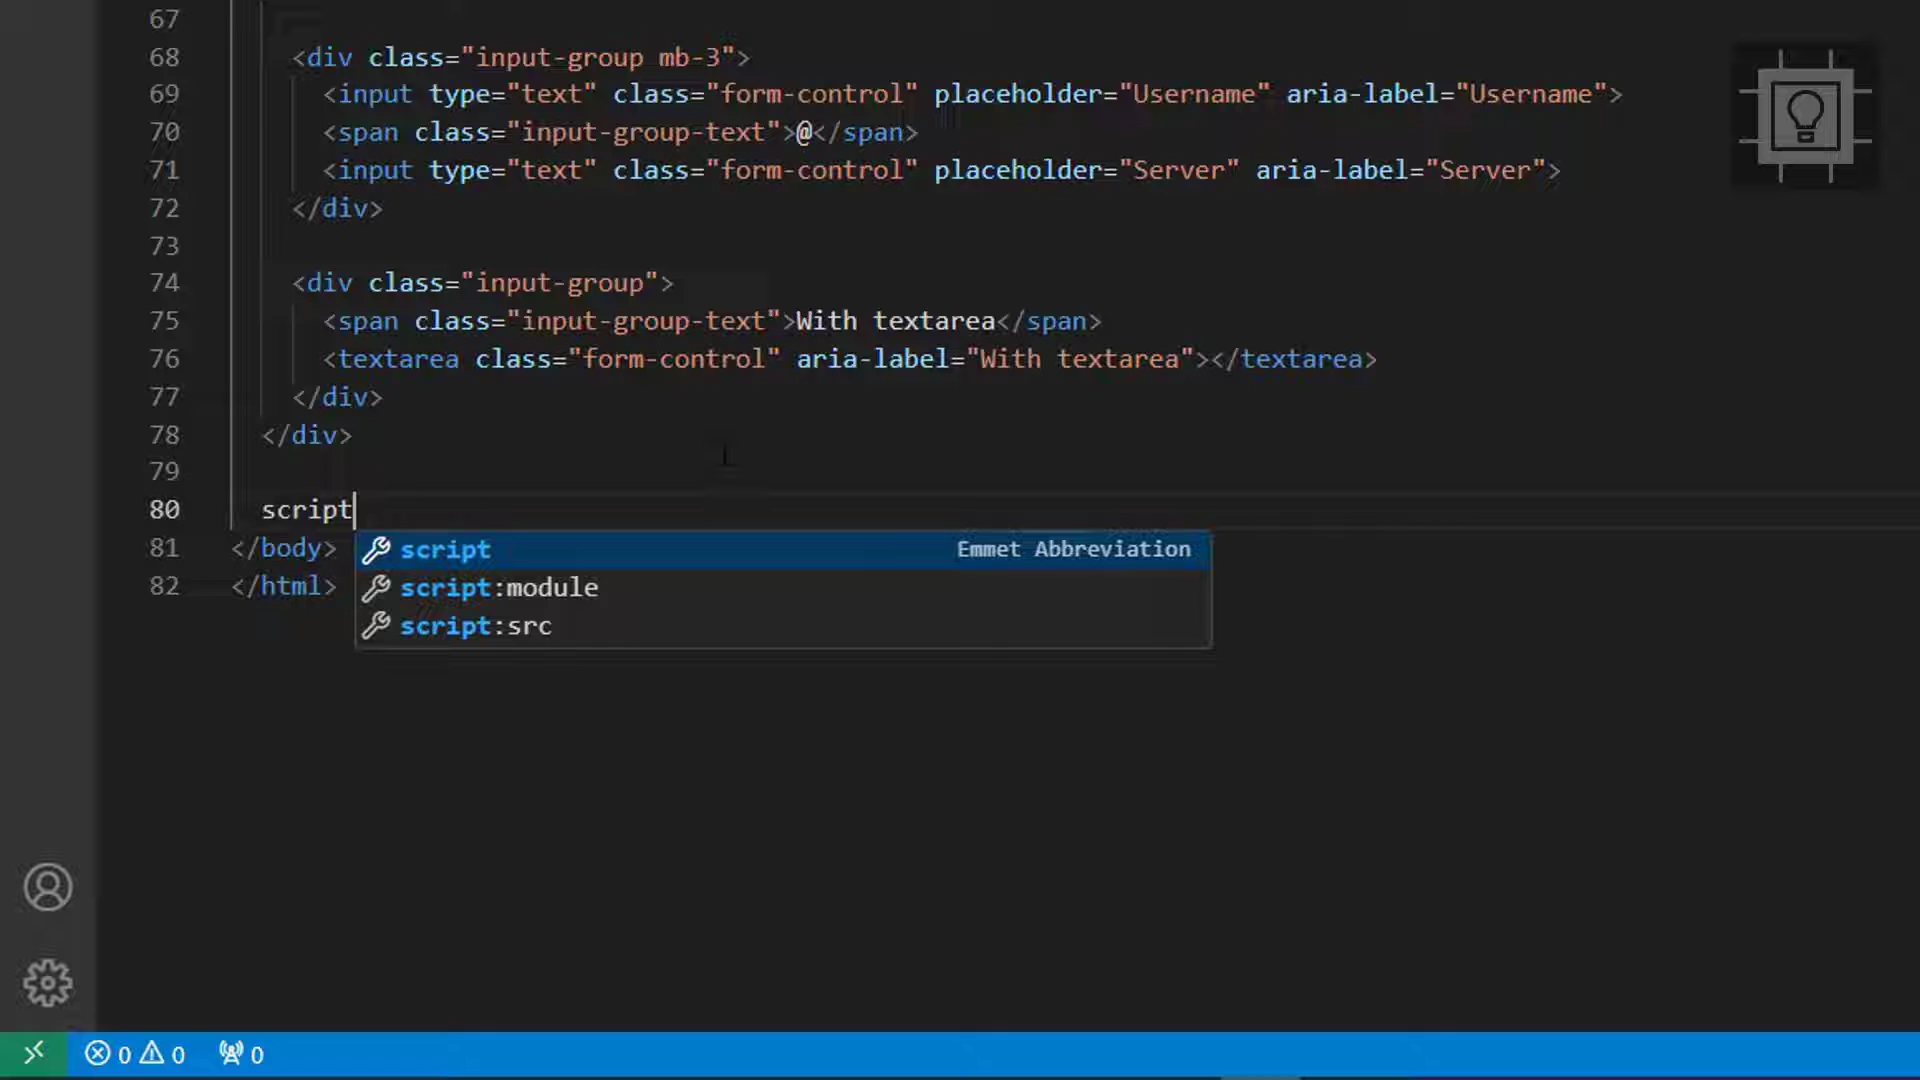 67
68 <div class="input-group mb-3">
69 <input type="text" class="form-control" placeholder="Username" aria-label="Username">
70 <span class="input-group-text">@</span>
71 <input type="text" class="form-control" placeholder="Server" aria-label="Server">
72 </div>
73
74 <div class="input-group">
75 <span class="input-group-text">With textarea</span>
76 <textarea class="form-control" aria-label="With textarea"></textarea>
77 </div>
78 </div>
79
80 script
81 </body>
82 </html>
script Emmet Abbreviation
script:module
script:src
0 0 0